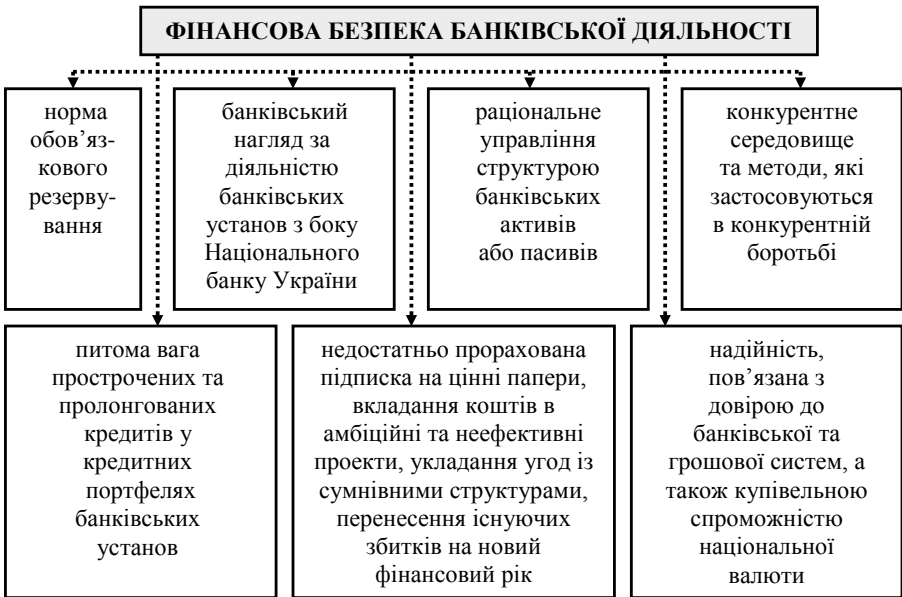 ФІНАНСОВА БЕЗПЕКА БАНКІВСЬКОЇ ДІЯЛЬНОСТІ
норма
обов’яз-
кового
резерву-
вання
банківський
нагляд за
діяльністю
банківських
установ з боку
Національного
банку України
раціональне
управління
структурою
банківських
активів
або пасивів
конкурентне
середовище
та методи, які
застосовуються
в конкурентній
боротьбі
питома вага
прострочених та
пролонгованих
кредитів у
кредитних
портфелях
банківських
установ
недостатньо прорахована
підписка на цінні папери,
вкладання коштів в
амбіційні та неефективні
проекти, укладання угод із
сумнівними структурами,
перенесення існуючих
збитків на новий
фінансовий рік
надійність,
пов’язана з
довірою до
банківської та
грошової систем, а
також купівельною
спроможністю
національної
валюти